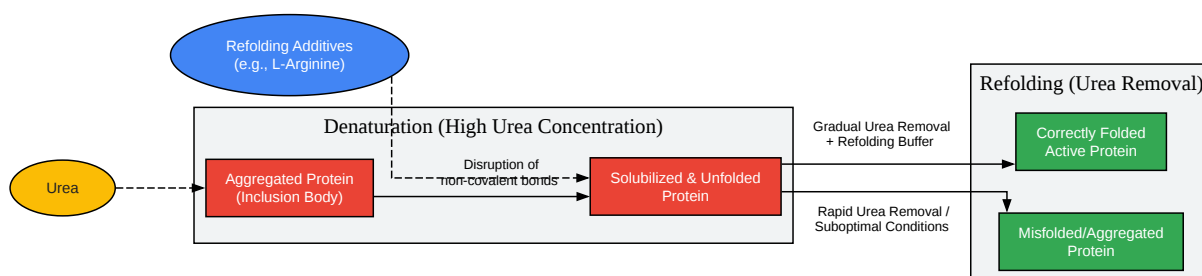 Refolding Additives
(e.g., L-Arginine)
Refolding (Urea Removal)
Denaturation (High Urea Concentration)
Gradual Urea Removal
+ Refolding Buffer
Correctly Folded
Active Protein
Urea
Aggregated Protein
(Inclusion Body)
Disruption of
non-covalent bonds
Solubilized & Unfolded
Protein
Rapid Urea Removal /
Suboptimal Conditions
Misfolded/Aggregated
Protein